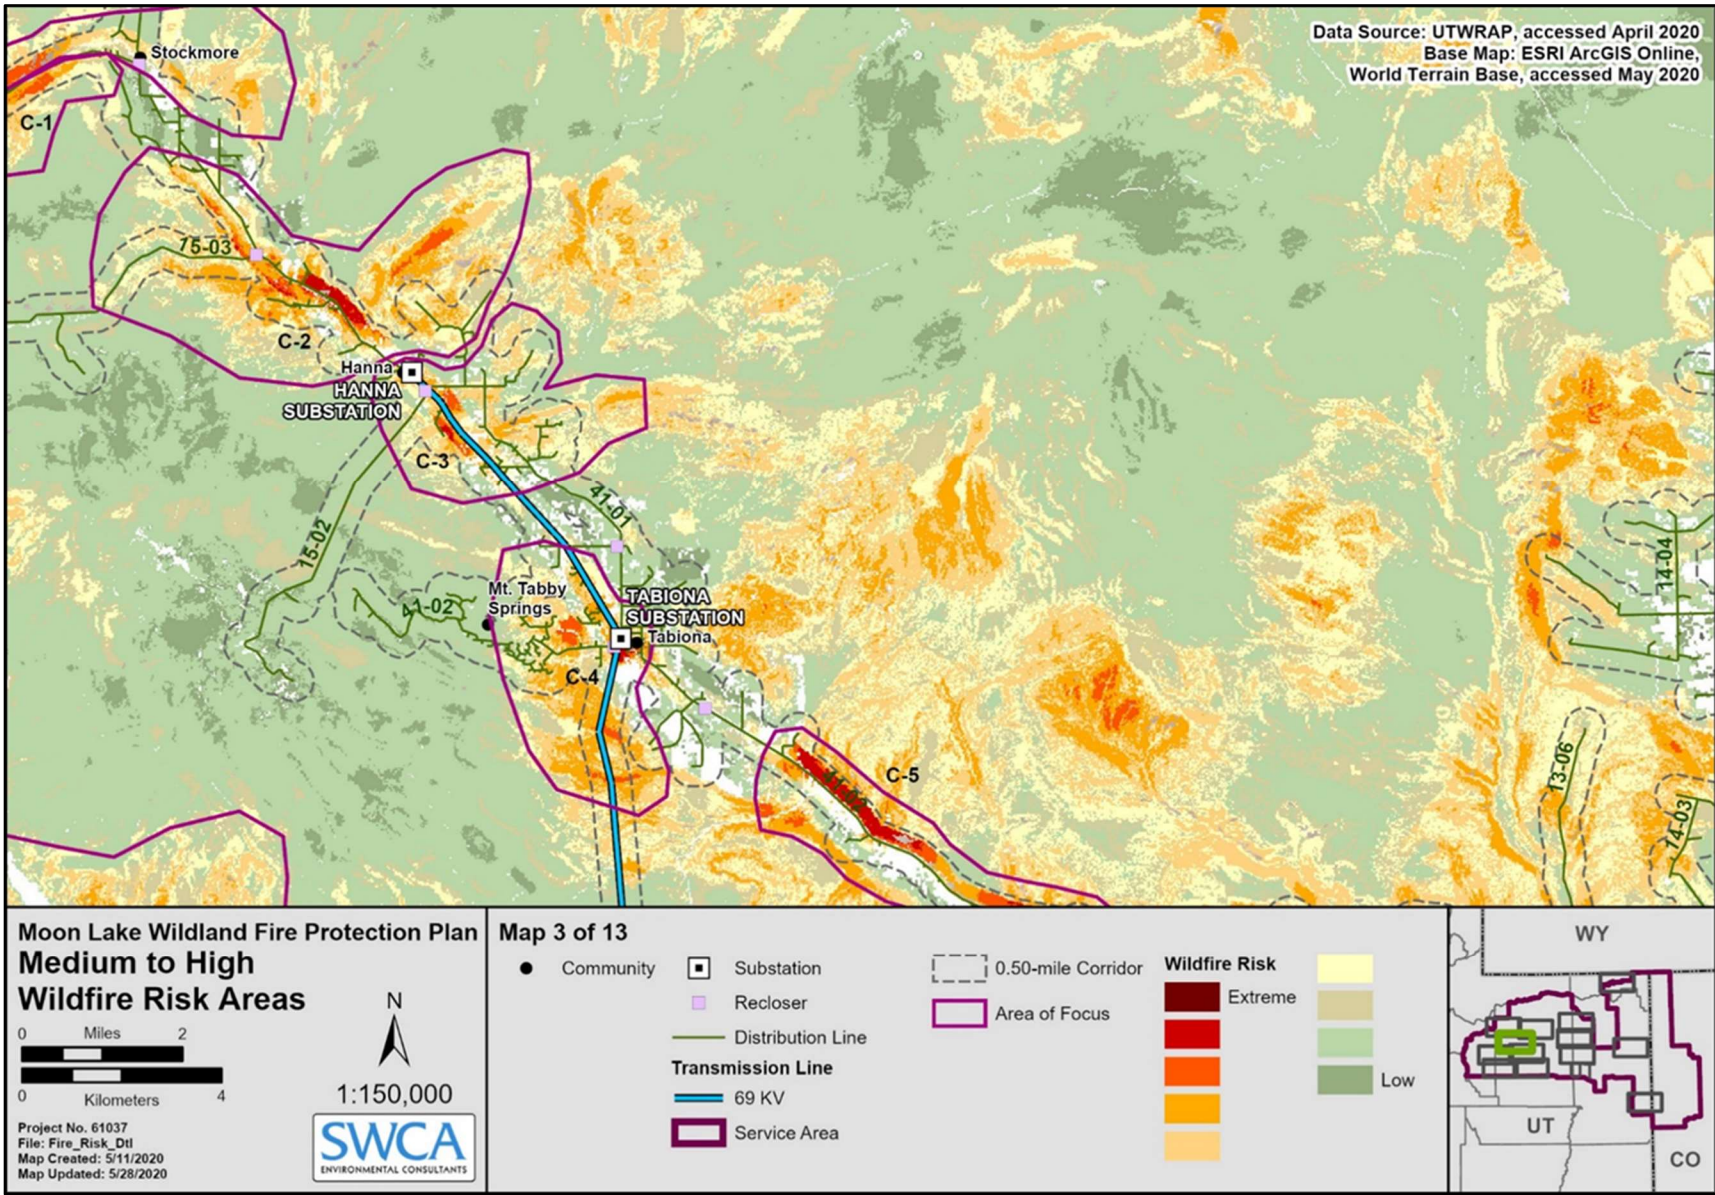 Data Source: UTWRAP, accessed April 2020
Base Map: ESRI ArcGIS Online,
World Terrain Base, accessed May 2020
Stockmore
C-1
15-03
C-2
Hanna
HANNA
SUBSTATION
C-3
41-01
15-02
Mt. Tabby
Springs
41-02
TABIONA
SUBSTATION
Tabiona
C-4
C-5
14-04
13-06
14-03
Moon Lake Wildland Fire Protection Plan
Medium to High
Wildfire Risk Areas
0 Miles 2
0 Kilometers 4
N
1:150,000
Project No. 61037
File: Fire_Risk_Dtl
Map Created: 5/11/2020
Map Updated: 5/28/2020
SWCA
ENVIRONMENTAL CONSULTANTS
Map 3 of 13
Community
Substation
Recloser
Distribution Line
Transmission Line
69 KV
Service Area
0.50-mile Corridor
Area of Focus
Wildfire Risk
Extreme
Low
WY
UT
CO